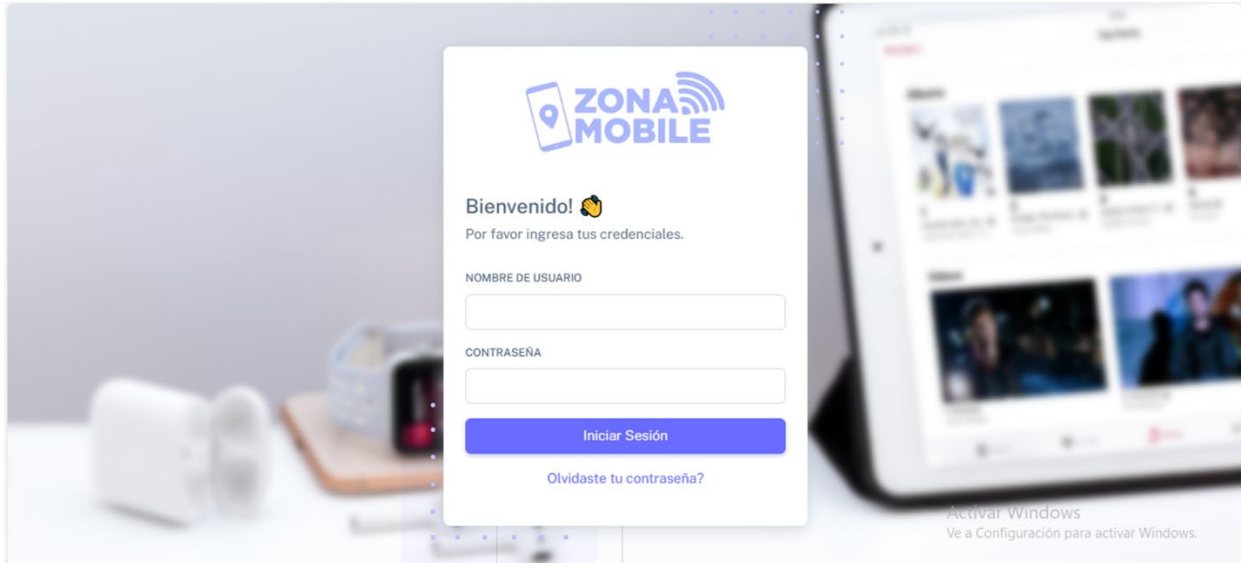 ZONA
MOBILE
Bienvenido! 👋
Por favor ingresa tus credenciales.
NOMBRE DE USUARIO
CONTRASEÑA
Iniciar Sesión
Olvidaste tu contraseña?
Activar Windows
Ve a Configuración para activar Windows.